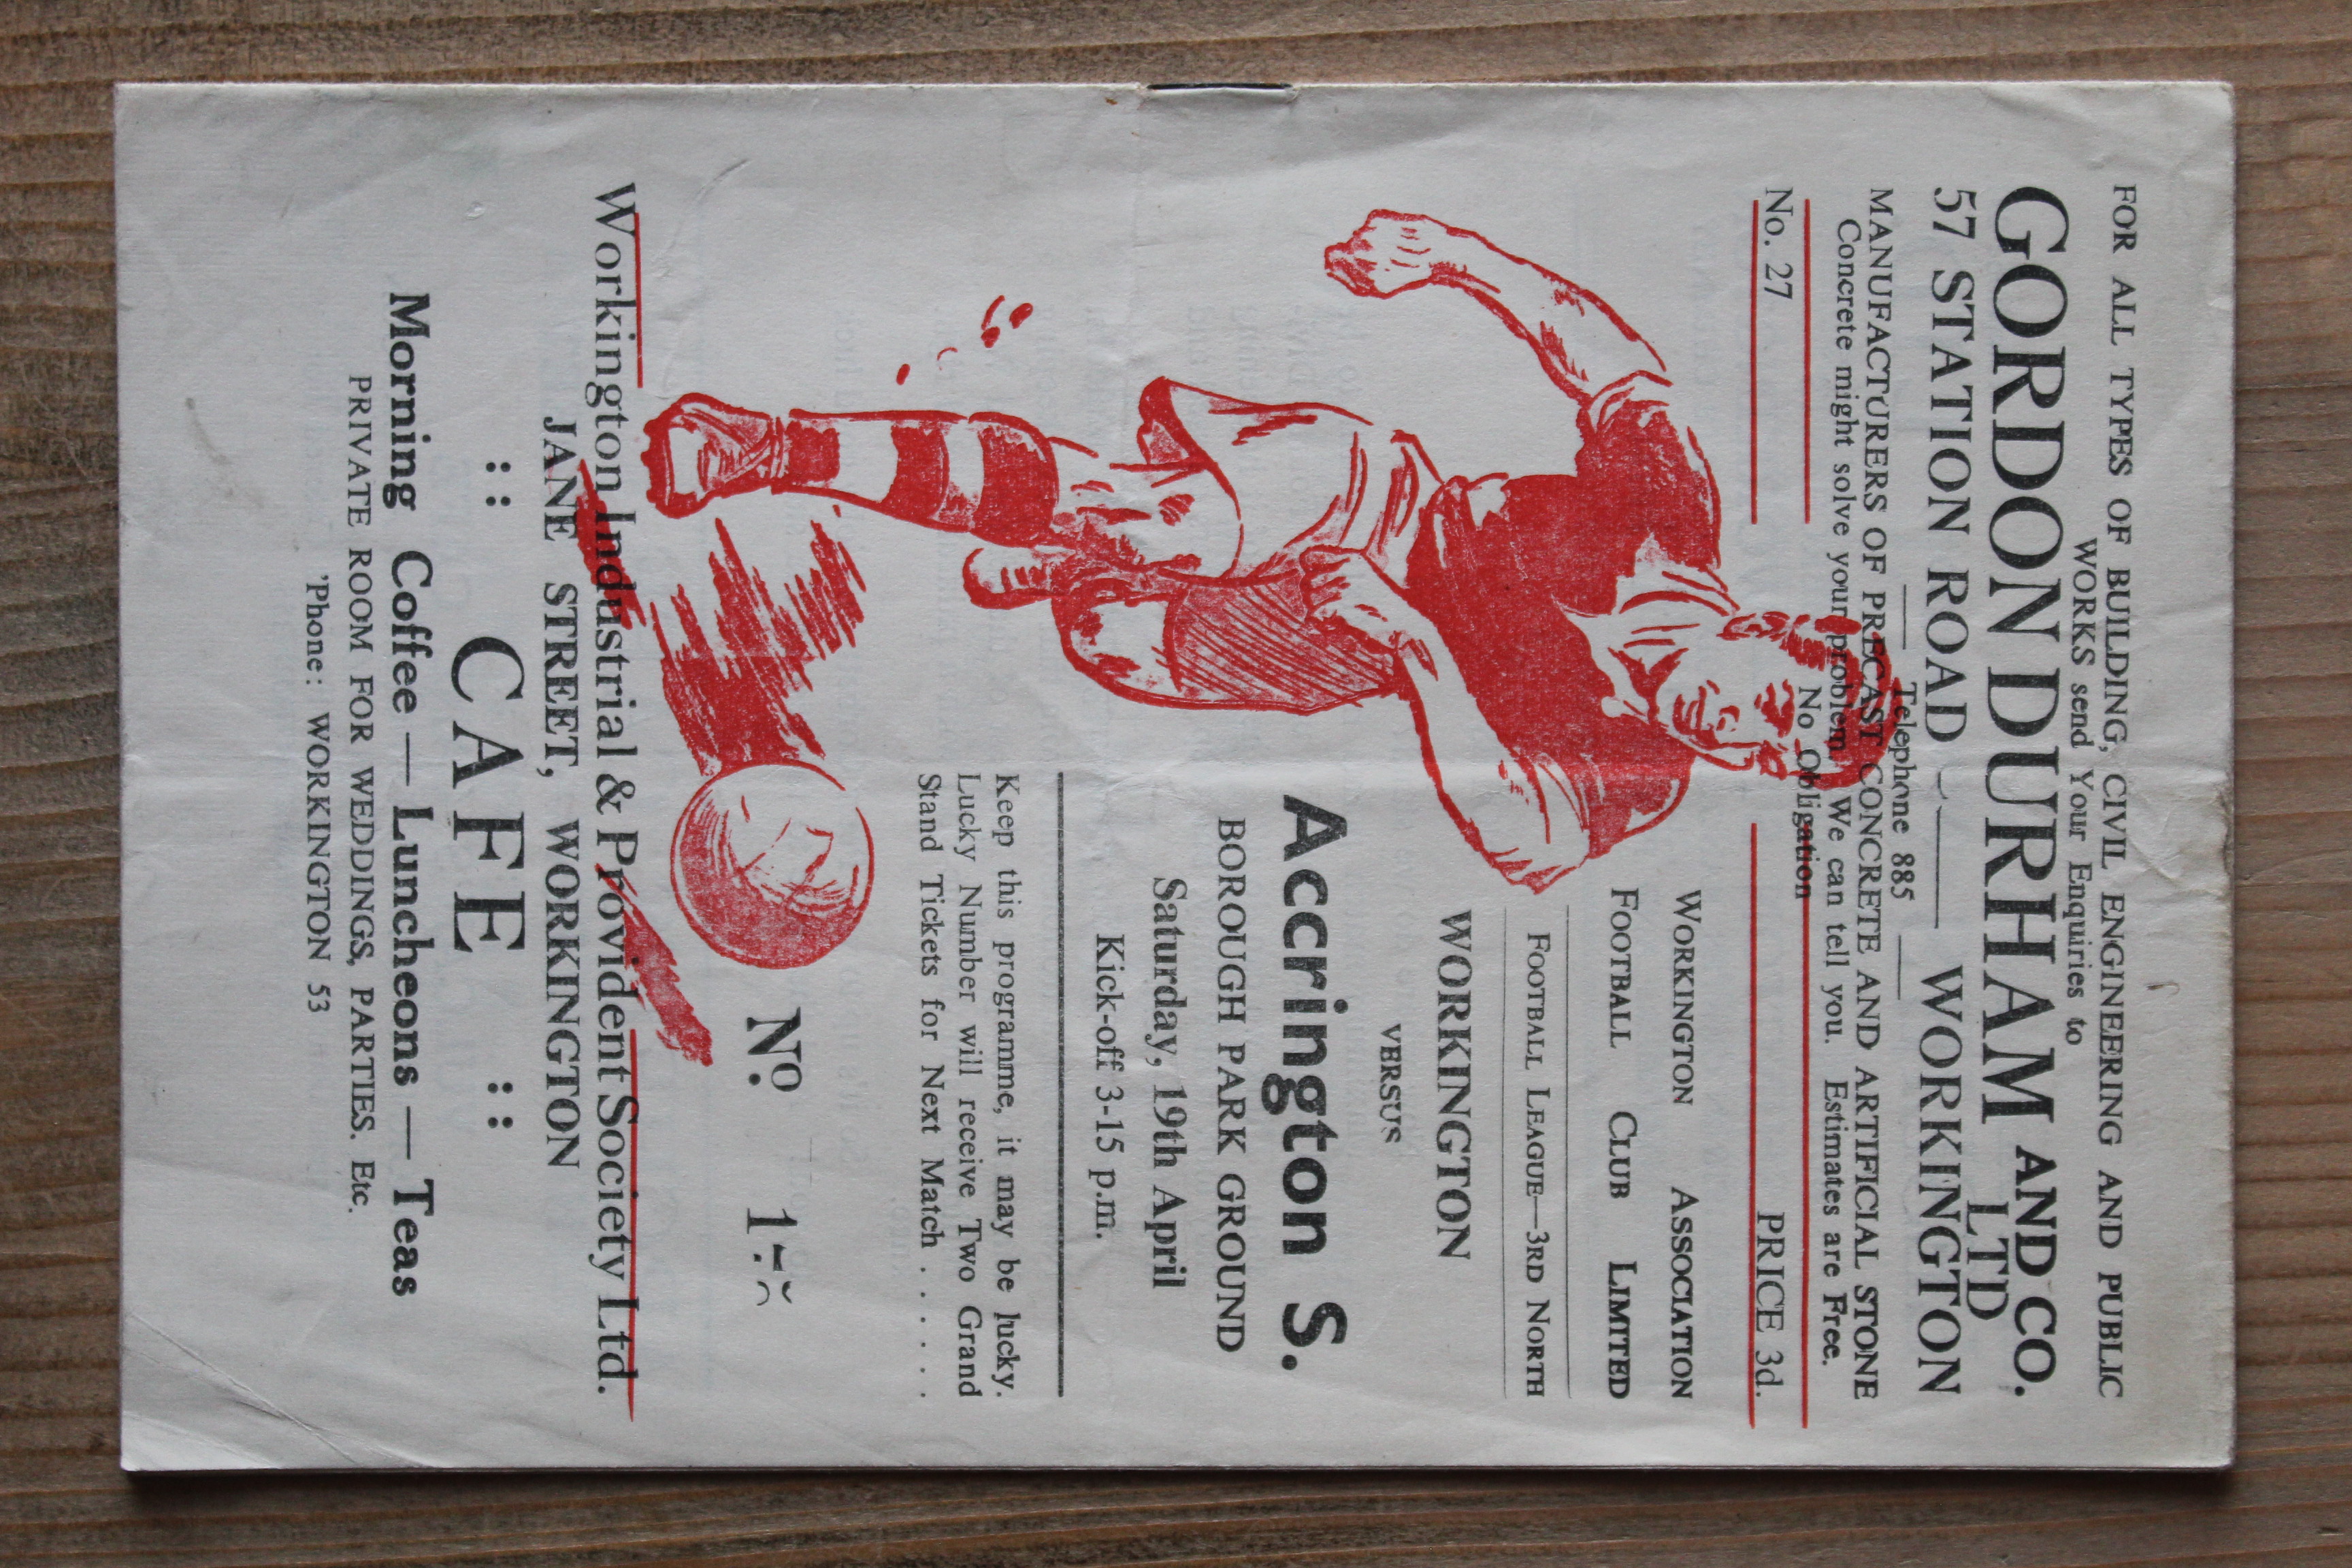 FOR ALL TYPES OF BUILDING, CIVIL ENGINEERING AND PUBLIC
WORKS send Your Enquiries to
GORDON DURHAM AND CO. LTD
57 STATION ROAD — WORKINGTON
Telephone 885
MANUFACTURERS OF PRECAST CONCRETE AND ARTIFICIAL STONE
Concrete might solve your problem. We can tell you. Estimates are Free.
No Obligation
No. 27 PRICE 3d.
WORKINGTON ASSOCIATION
FOOTBALL CLUB LIMITED
FOOTBALL LEAGUE—3RD NORTH
WORKINGTON
VERSUS
Accrington S.
BOROUGH PARK GROUND
Saturday, 19th April
Kick-off 3-15 p.m.
Keep this programme, it may be lucky.
Lucky Number will receive Two Grand
Stand Tickets for Next Match . . . . .
No.
Workington Industrial & Provident Society Ltd.
JANE STREET, WORKINGTON
:: CAFE ::
Morning Coffee — Luncheons — Teas
PRIVATE ROOM FOR WEDDINGS, PARTIES. Etc.
'Phone: WORKINGTON 53